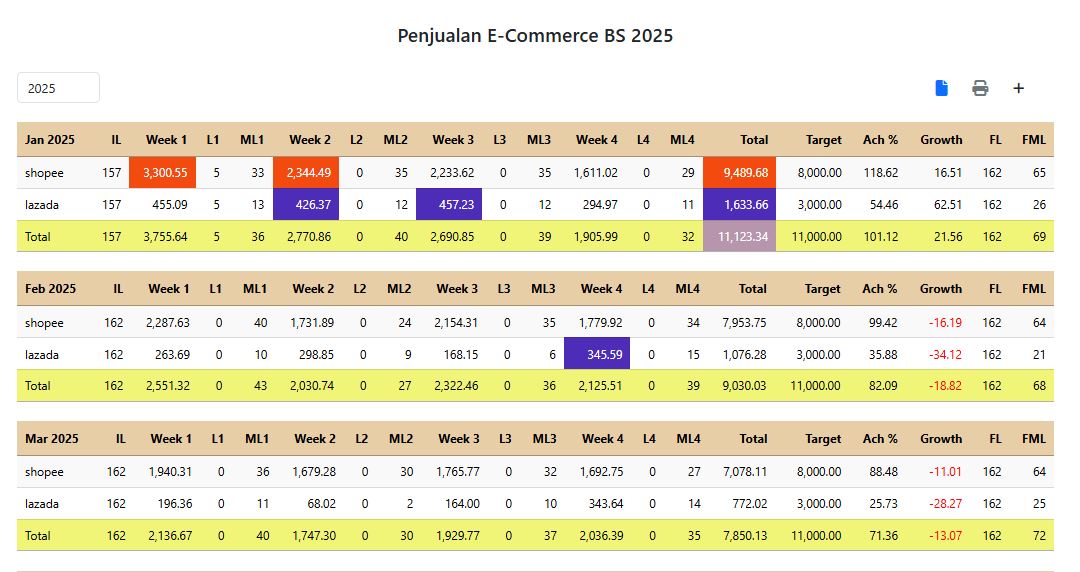 Penjualan E-Commerce BS 2025
2025
Jan 2025 IL Week 1 L1 ML1 Week 2 L2 ML2 Week 3 L3 ML3 Week 4 L4 ML4 Total Target Ach % Growth FL FML
shopee 157 3,300.55 5 33 2,344.49 0 35 2,233.62 0 35 1,611.02 0 29 9,489.68 8,000.00 118.62 16.51 162 65
lazada 157 455.09 5 13 426.37 0 12 457.23 0 12 294.97 0 11 1,633.66 3,000.00 54.46 62.51 162 26
Total 157 3,755.64 5 36 2,770.86 0 40 2,690.85 0 39 1,905.99 0 32 11,123.34 11,000.00 101.12 21.56 162 69
Feb 2025 IL Week 1 L1 ML1 Week 2 L2 ML2 Week 3 L3 ML3 Week 4 L4 ML4 Total Target Ach % Growth FL FML
shopee 162 2,287.63 0 40 1,731.89 0 24 2,154.31 0 35 1,779.92 0 34 7,953.75 8,000.00 99.42 -16.19 162 64
lazada 162 263.69 0 10 298.85 0 9 168.15 0 6 345.59 0 15 1,076.28 3,000.00 35.88 -34.12 162 21
Total 162 2,551.32 0 43 2,030.74 0 27 2,322.46 0 36 2,125.51 0 39 9,030.03 11,000.00 82.09 -18.82 162 68
Mar 2025 IL Week 1 L1 ML1 Week 2 L2 ML2 Week 3 L3 ML3 Week 4 L4 ML4 Total Target Ach % Growth FL FML
shopee 162 1,940.31 0 36 1,679.28 0 30 1,765.77 0 32 1,692.75 0 27 7,078.11 8,000.00 88.48 -11.01 162 64
lazada 162 196.36 0 11 68.02 0 2 164.00 0 10 343.64 0 14 772.02 3,000.00 25.73 -28.27 162 25
Total 162 2,136.67 0 40 1,747.30 0 30 1,929.77 0 37 2,036.39 0 35 7,850.13 11,000.00 71.36 -13.07 162 72